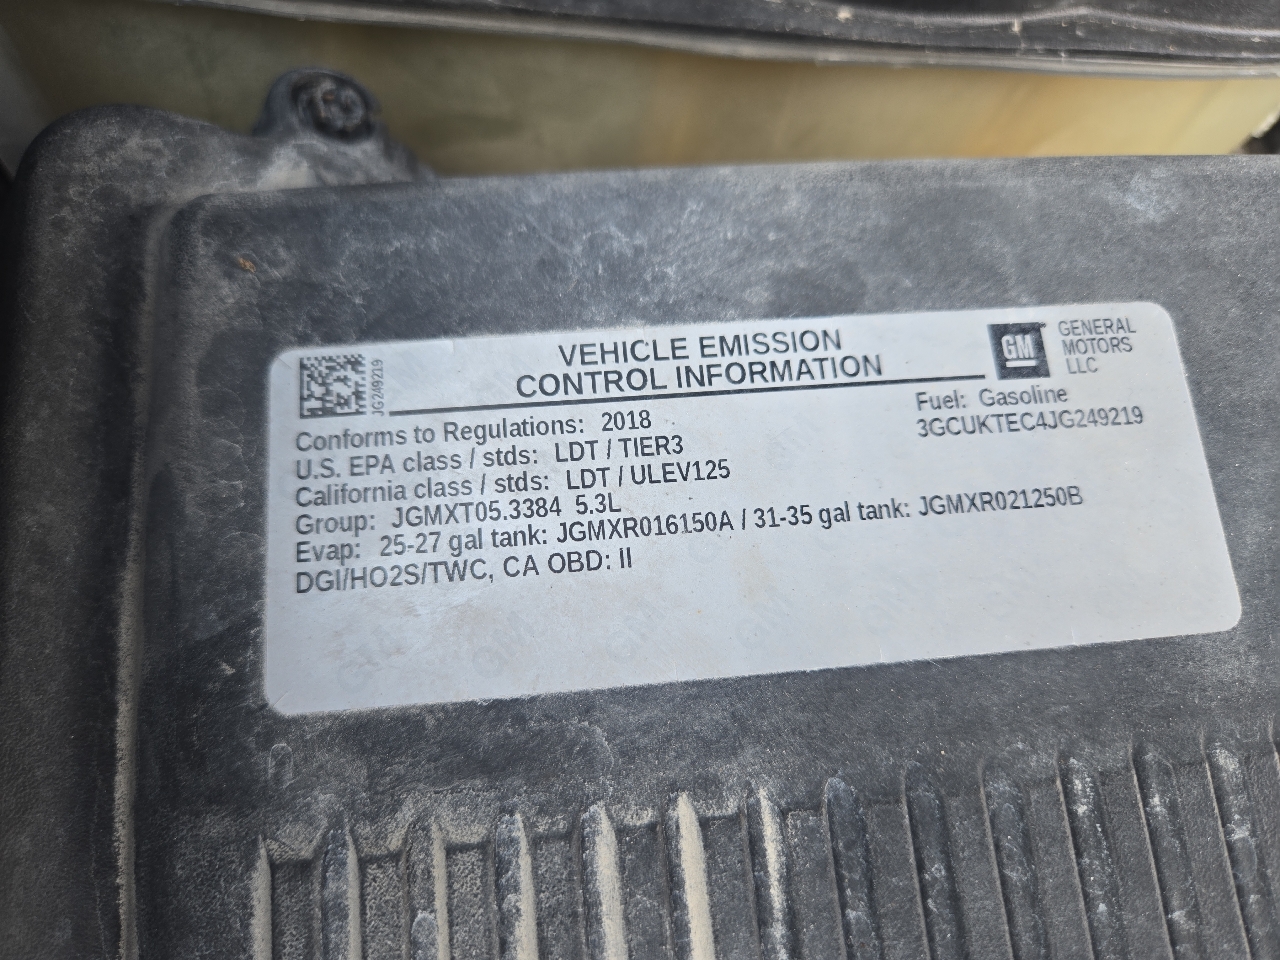 JG249219
VEHICLE EMISSION
CONTROL INFORMATION
GM
GENERAL
MOTORS
LLC
Conforms to Regulations: 2018
U.S. EPA class / stds: LDT / TIER3
California class / stds: LDT / ULEV125
Group: JGMXT05.3384 5.3L
Evap: 25-27 gal tank: JGMXR016150A / 31-35 gal tank: JGMXR021250B
DGI/HO2S/TWC, CA OBD: II
Fuel: Gasoline
3GCUKTEC4JG249219